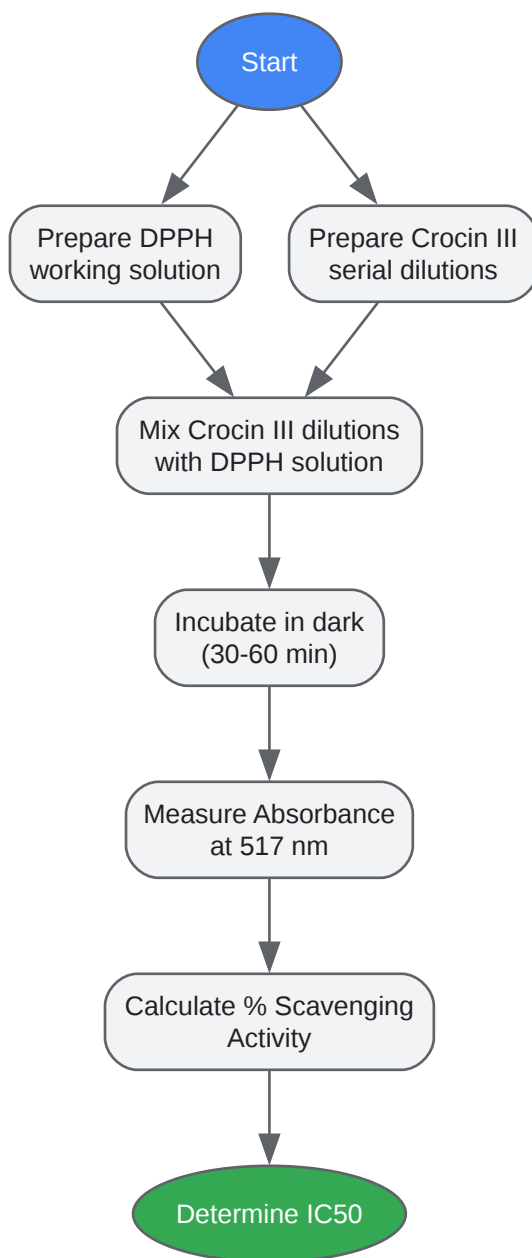 Start
Prepare DPPH
working solution
Prepare Crocin III
serial dilutions
Mix Crocin III dilutions
with DPPH solution
Incubate in dark
(30-60 min)
Measure Absorbance
at 517 nm
Calculate % Scavenging
Activity
Determine IC50